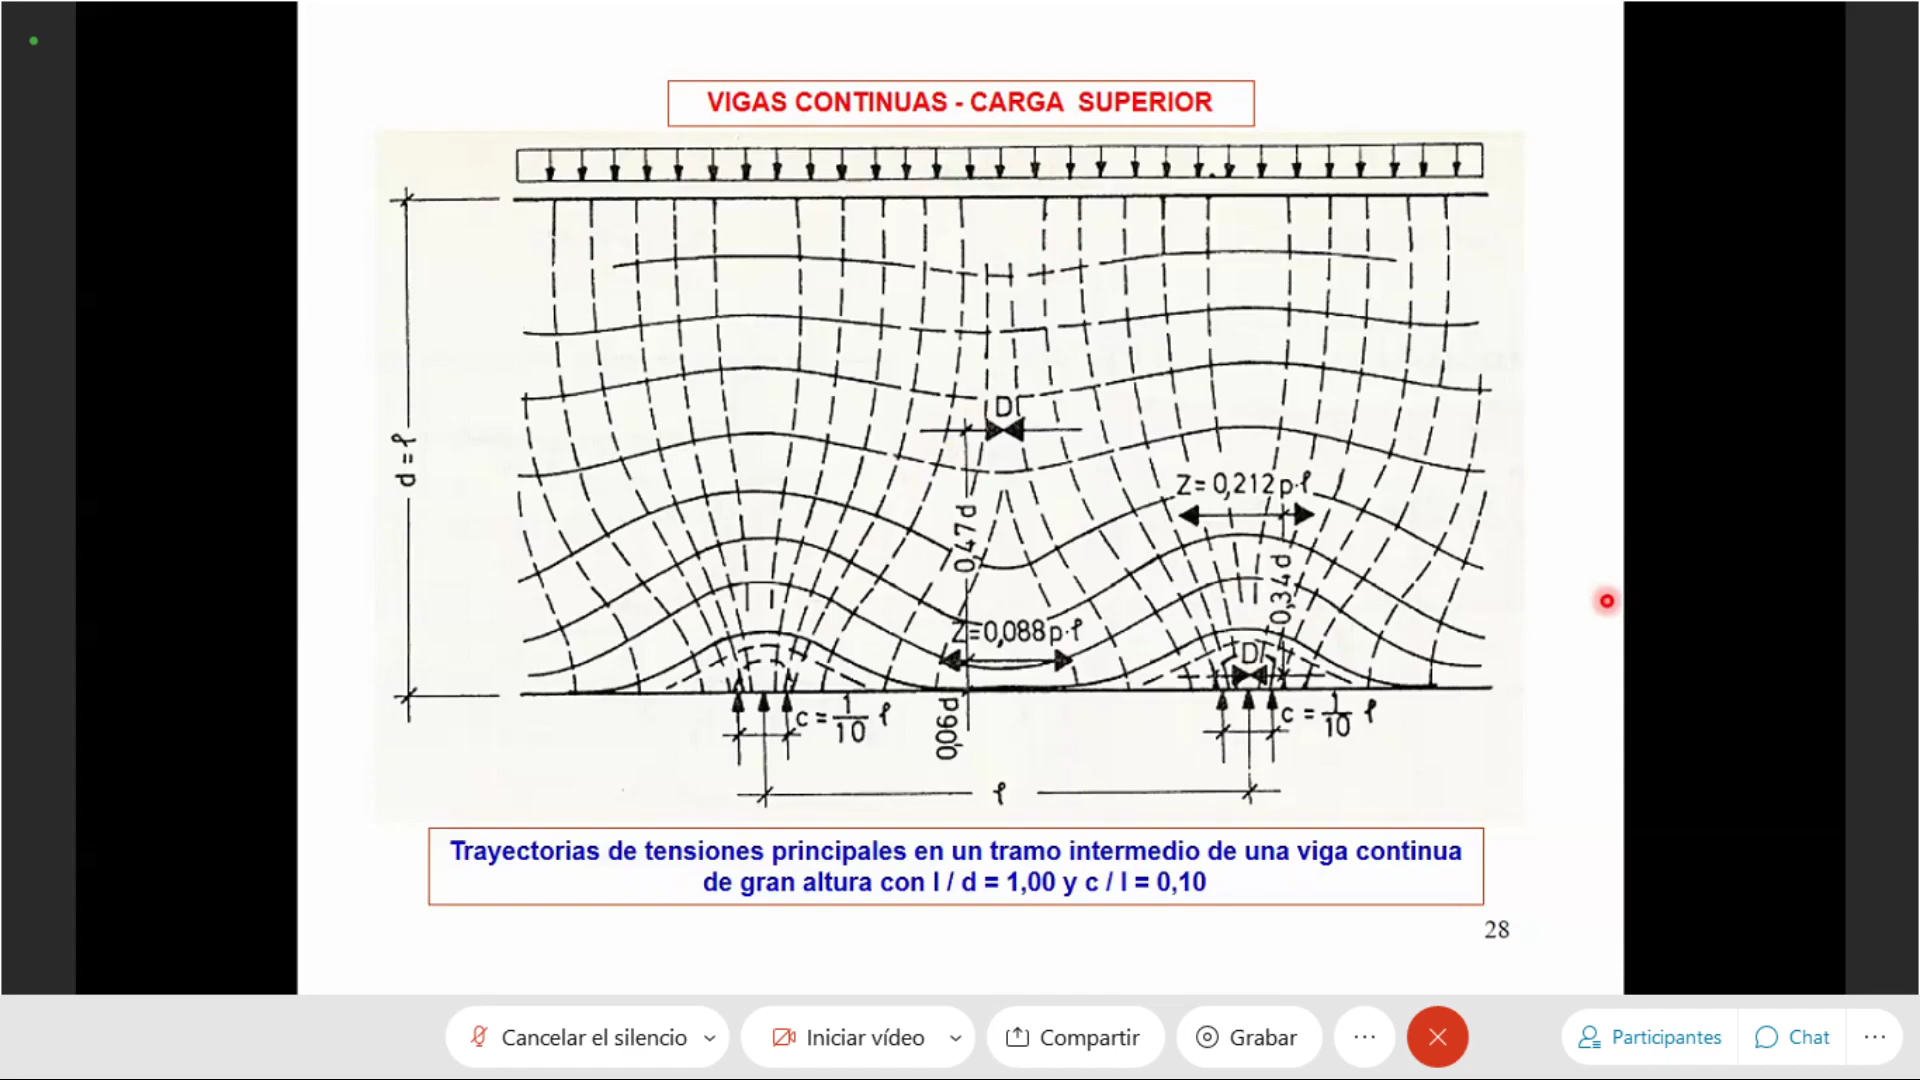 VIGAS CONTINUAS - CARGA SUPERIOR
D
d = ℓ
Z= 0,212 p·ℓ
0,47 d
0,34 d
Z=0,088 p·ℓ
D
c = 1/10 ℓ
0,06d
c = 1/10 ℓ
ℓ
Trayectorias de tensiones principales en un tramo intermedio de una viga continua
de gran altura con l / d = 1,00 y c / l = 0,10
28
Cancelar el silencio
Iniciar vídeo
Compartir
Grabar
Participantes
Chat